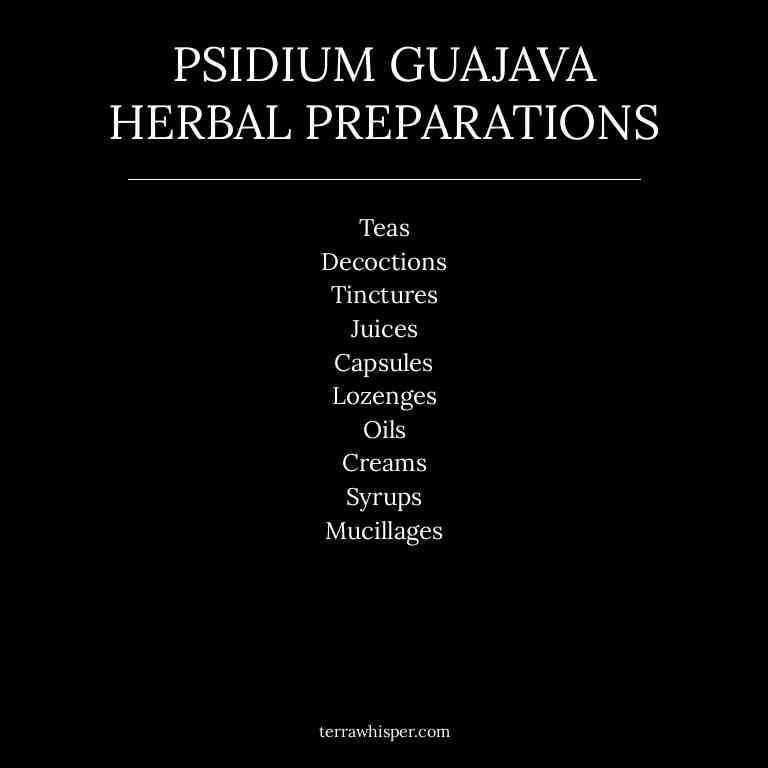 PSIDIUM GUAJAVA
HERBAL PREPARATIONS
Teas
Decoctions
Tinctures
Juices
Capsules
Lozenges
Oils
Creams
Syrups
Mucillages
terrawhisper.com